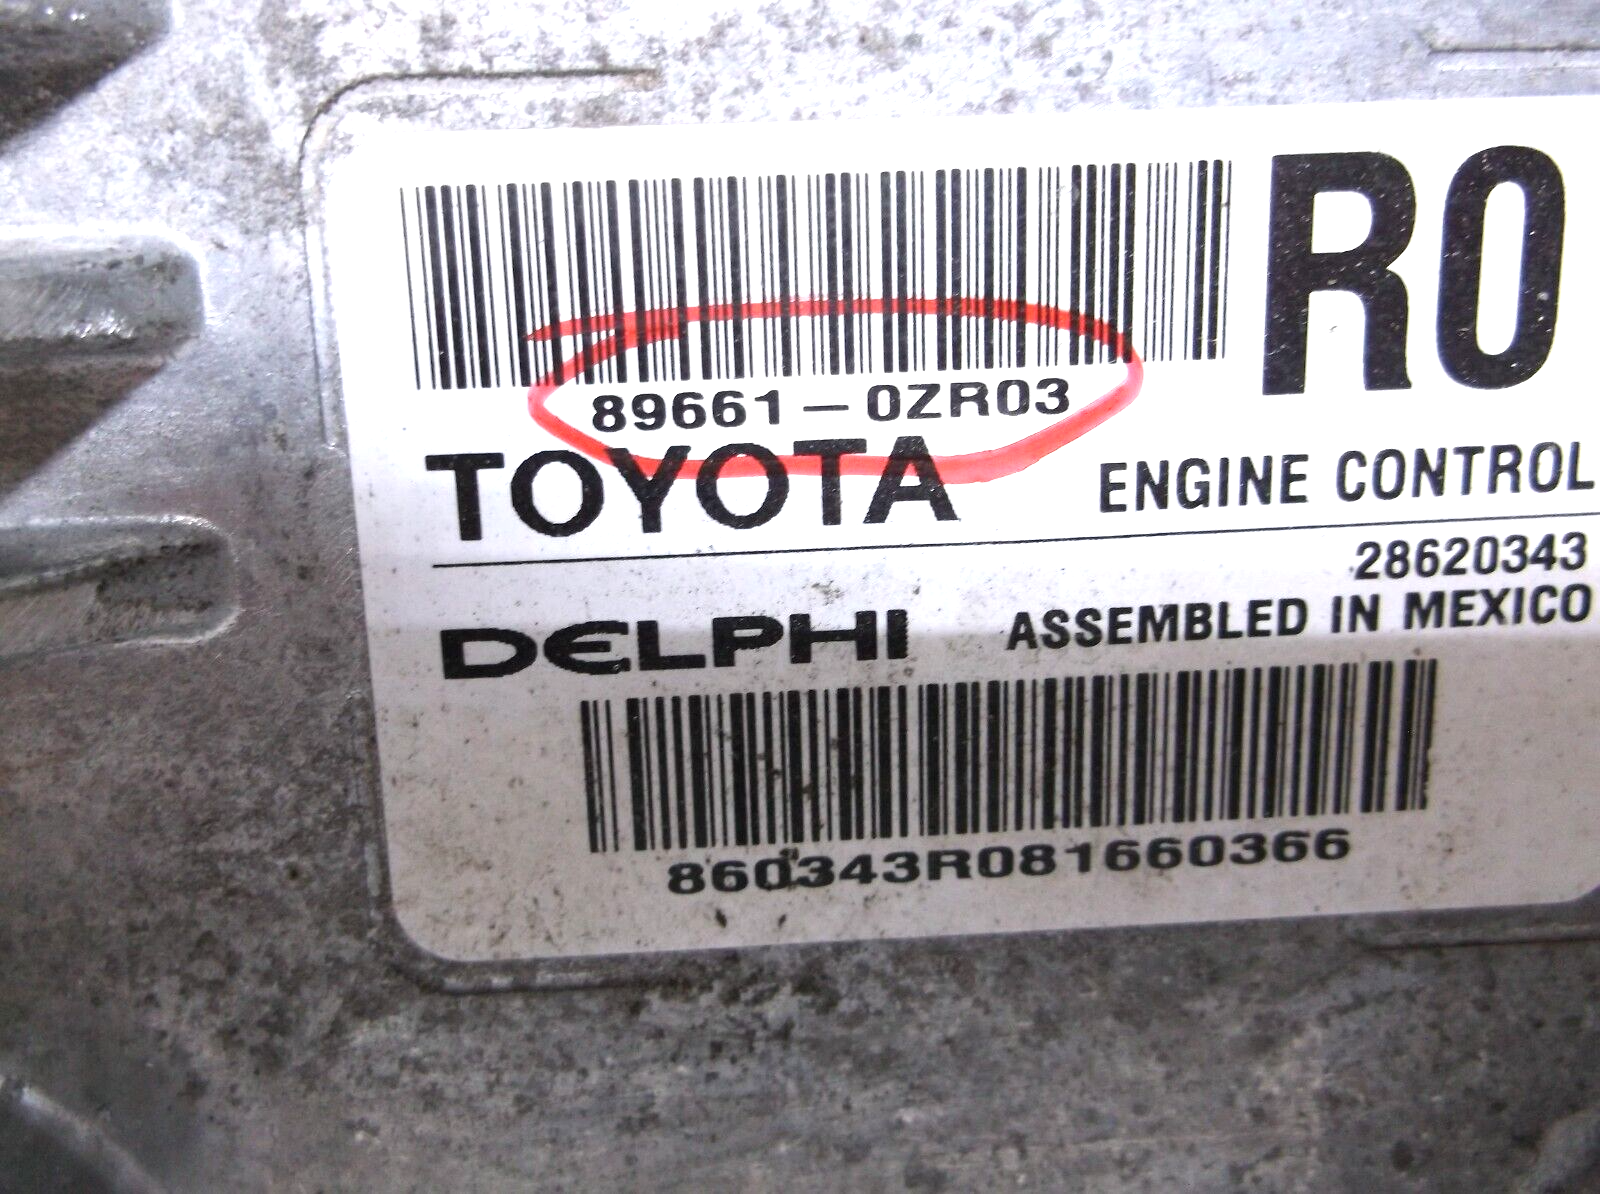 R0
89661-0ZR03
TOYOTA ENGINE CONTROL
28620343
DELPHI ASSEMBLED IN MEXICO
860343R081660366